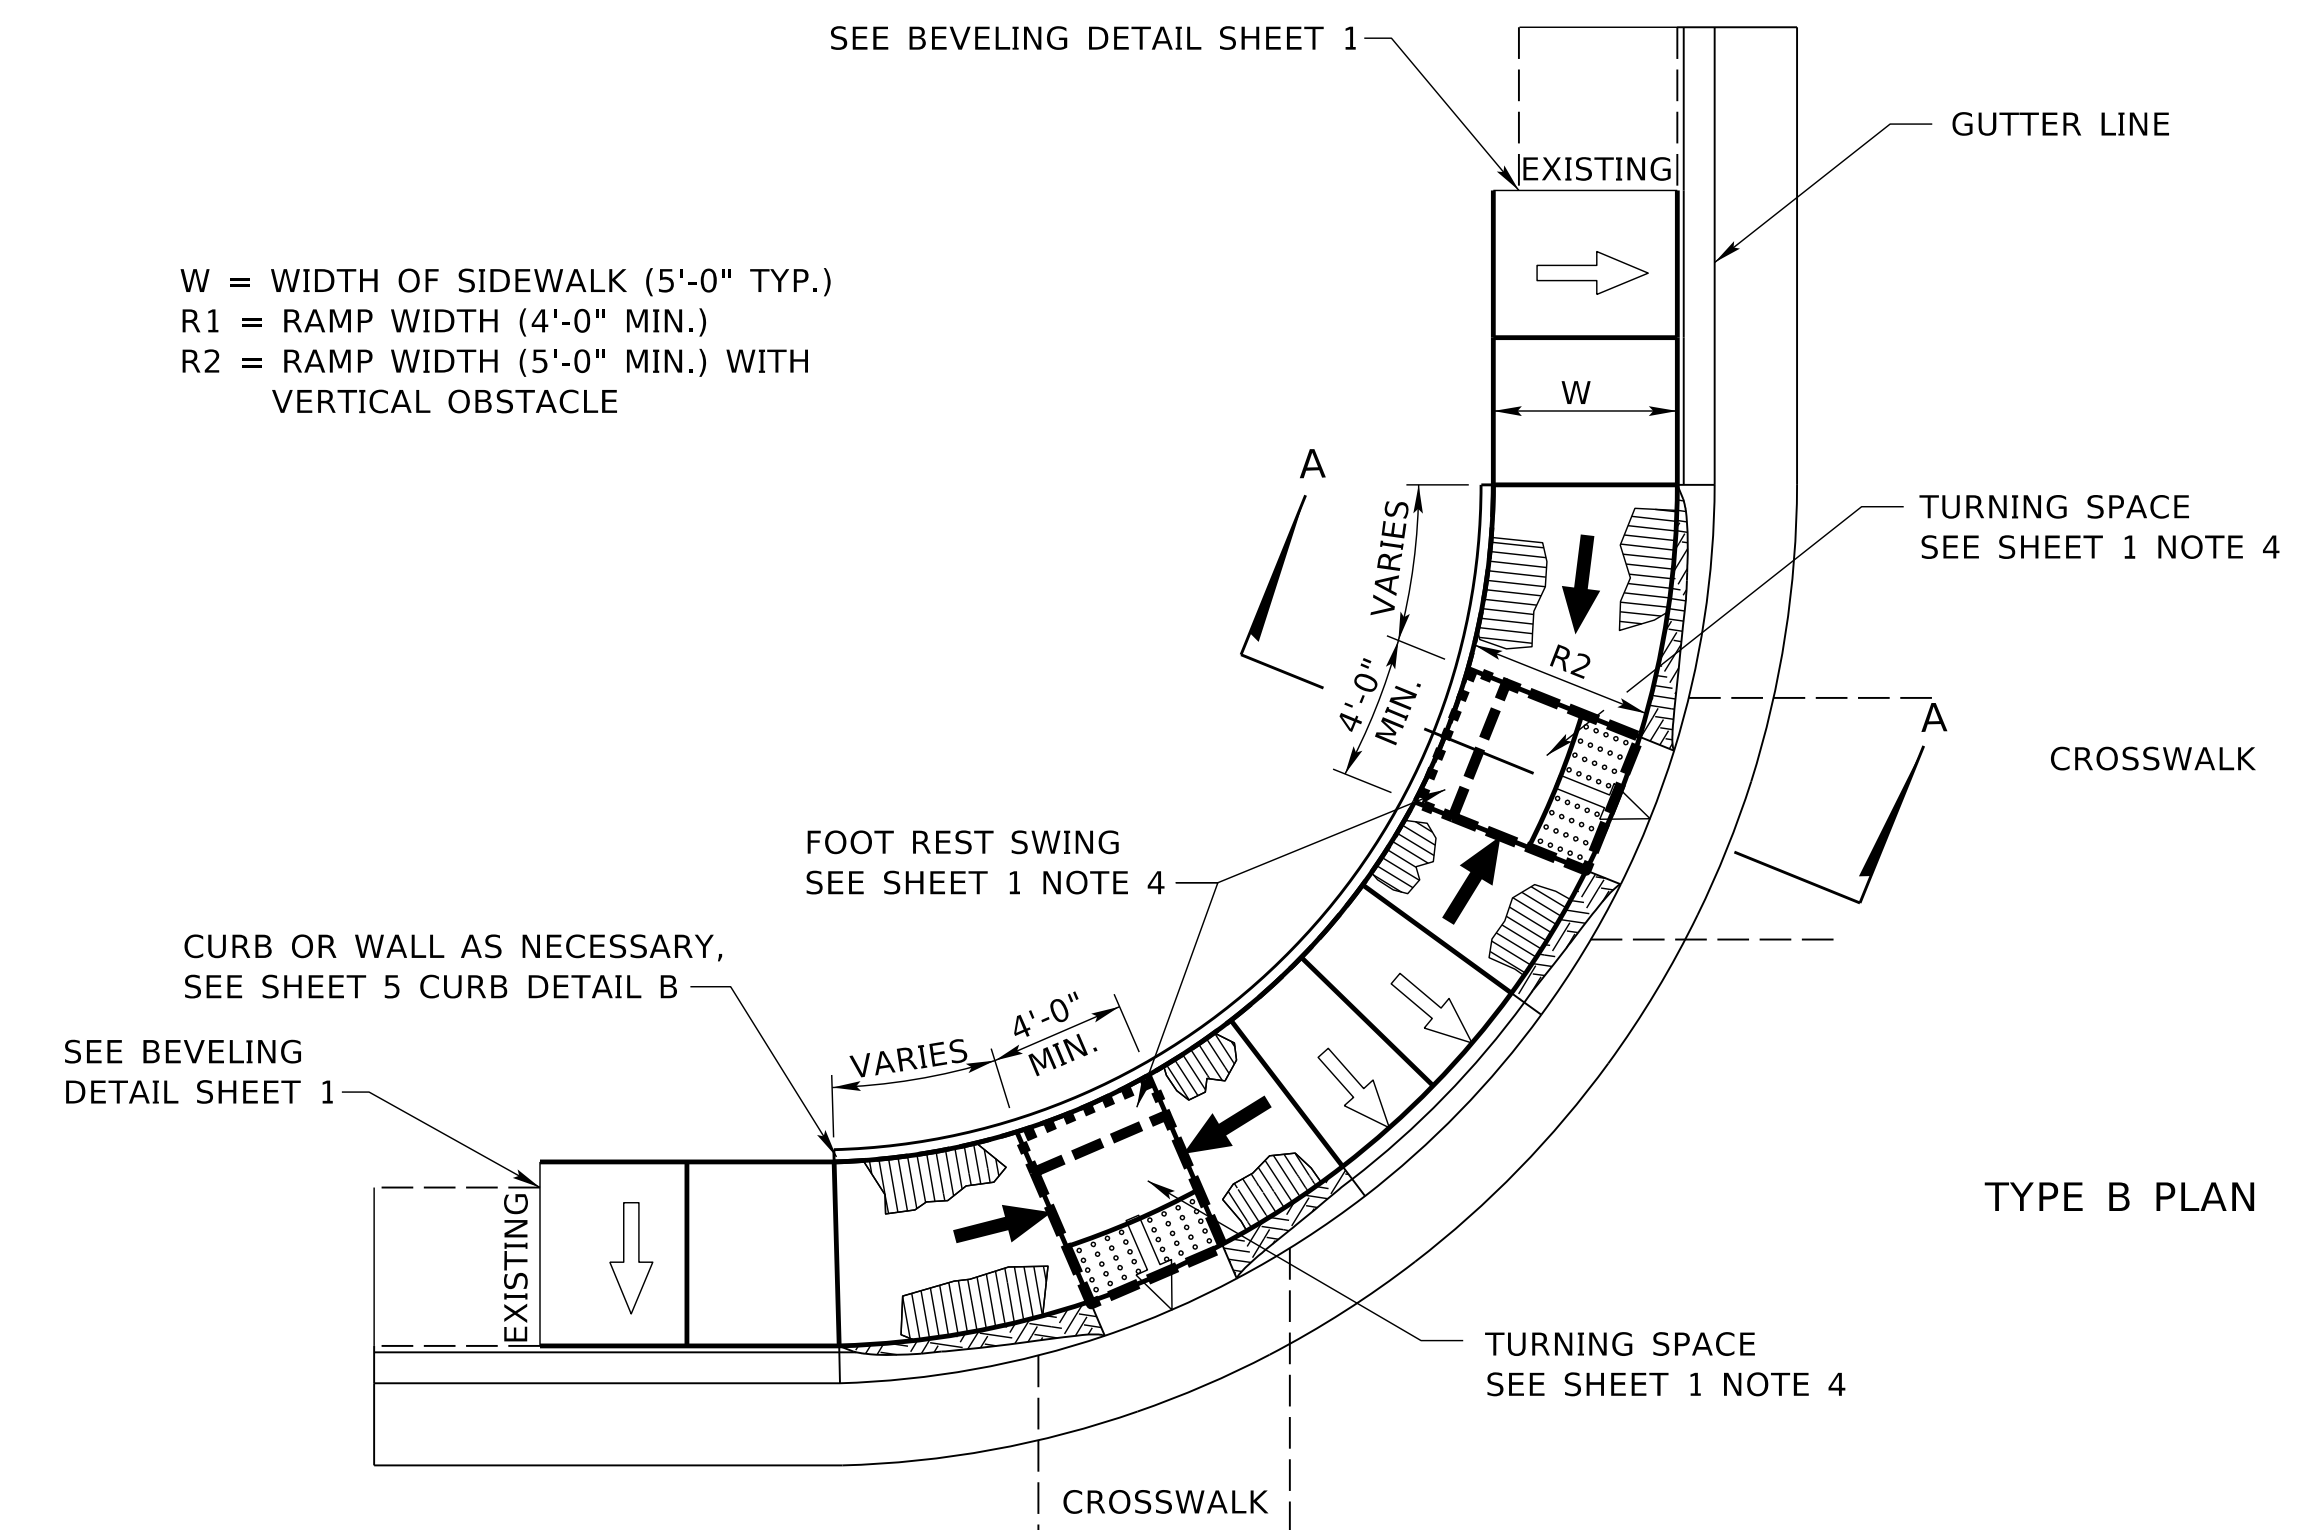 SEE BEVELING DETAIL SHEET 1
GUTTER LINE
EXISTING
W = WIDTH OF SIDEWALK (5'-0" TYP.)
R1 = RAMP WIDTH (4'-0" MIN.)
R2 = RAMP WIDTH (5'-0" MIN.) WITH
VERTICAL OBSTACLE
W
A
VARIES
TURNING SPACE
SEE SHEET 1 NOTE 4
R2
4'-0"
MIN.
A
CROSSWALK
FOOT REST SWING
SEE SHEET 1 NOTE 4
CURB OR WALL AS NECESSARY,
SEE SHEET 5 CURB DETAIL B
4'-0"
MIN.
VARIES
SEE BEVELING
DETAIL SHEET 1
EXISTING
TYPE B PLAN
TURNING SPACE
SEE SHEET 1 NOTE 4
CROSSWALK